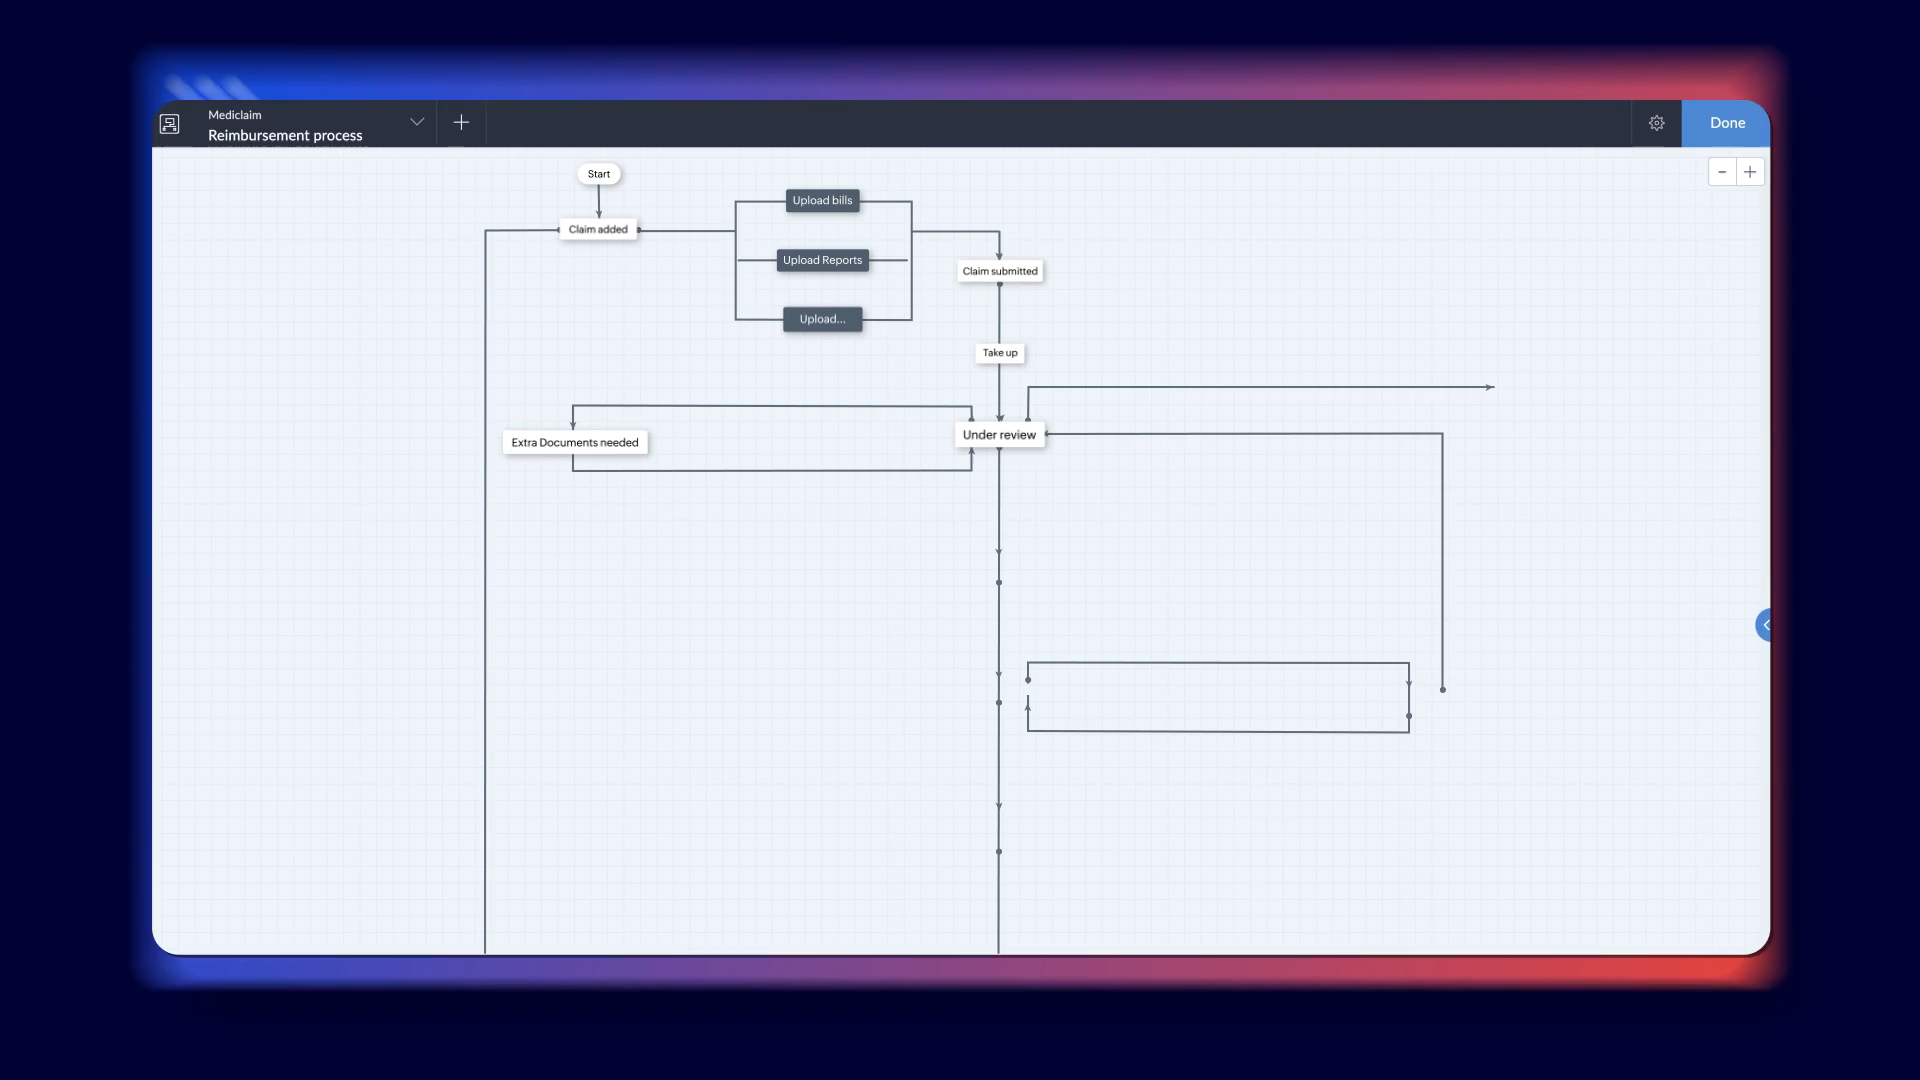 Mediclaim
Reimbursement process
Done
Start
Upload bills
Claim added
Upload Reports
Claim submitted
Upload...
Take up
Under review
Extra Documents needed